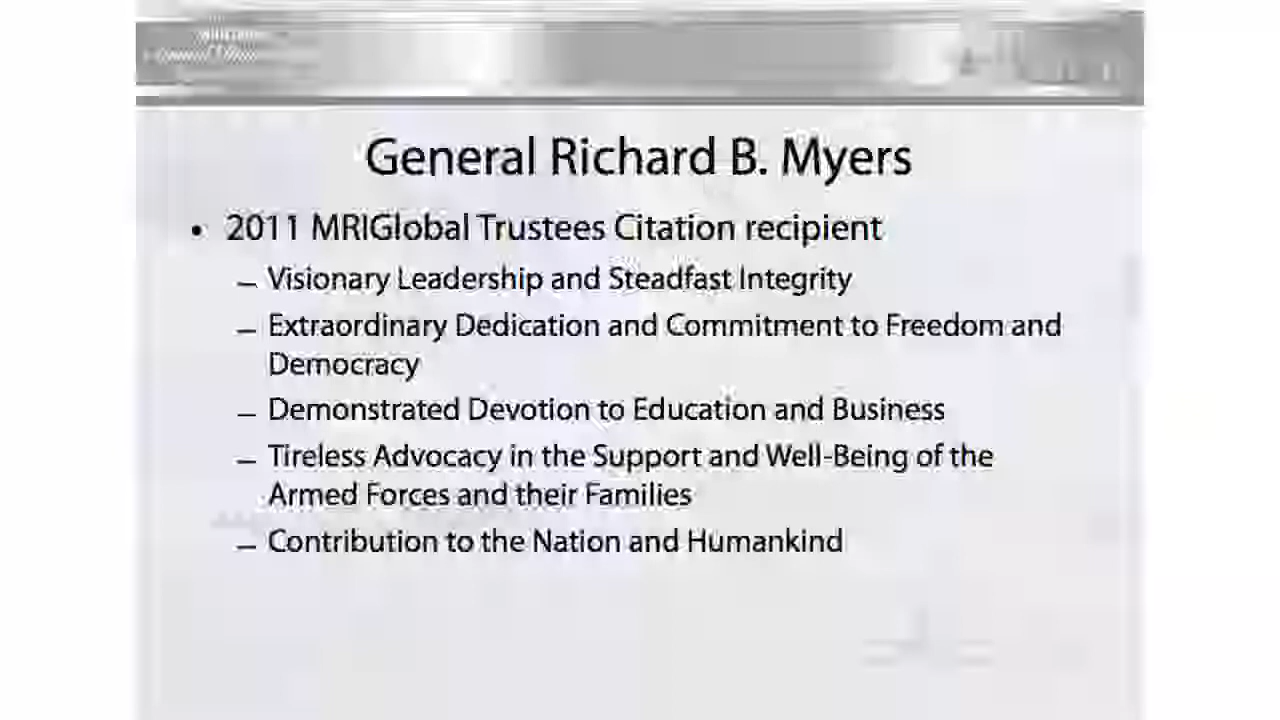 General Richard B. Myers
• 2011 MRIGlobal Trustees Citation recipient
– Visionary Leadership and Steadfast Integrity
– Extraordinary Dedication and Commitment to Freedom and
Democracy
– Demonstrated Devotion to Education and Business
– Tireless Advocacy in the Support and Well-Being of the
Armed Forces and their Families
– Contribution to the Nation and Humankind